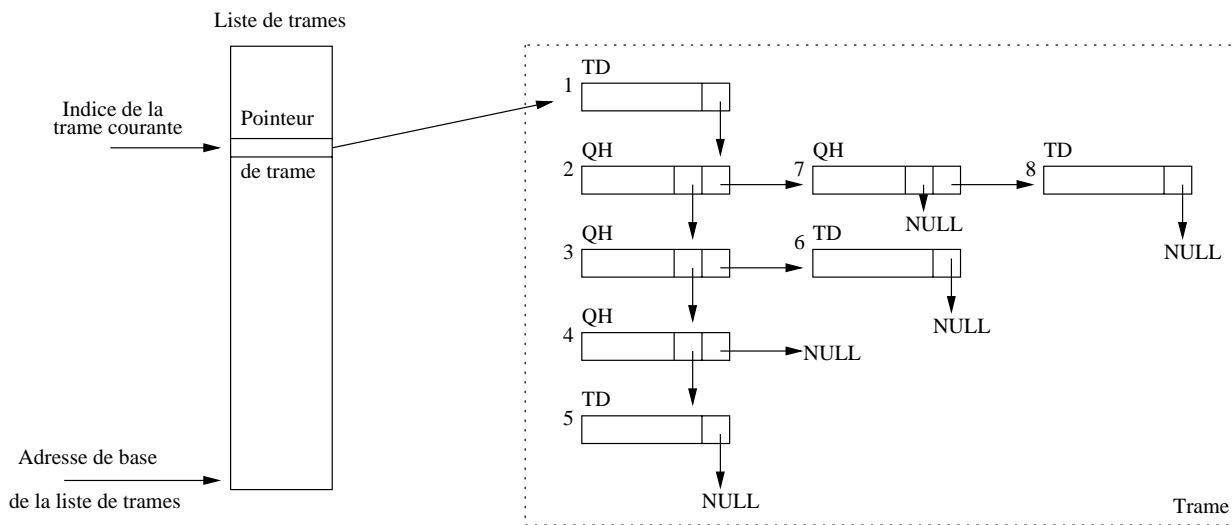 Liste de trames
Indice de la
trame courante
Pointeur
de trame
Adresse de base
de la liste de trames
TD
1
QH
2
QH
7
TD
8
NULL
NULL
QH
3
TD
6
NULL
QH
4
NULL
TD
5
NULL
Trame